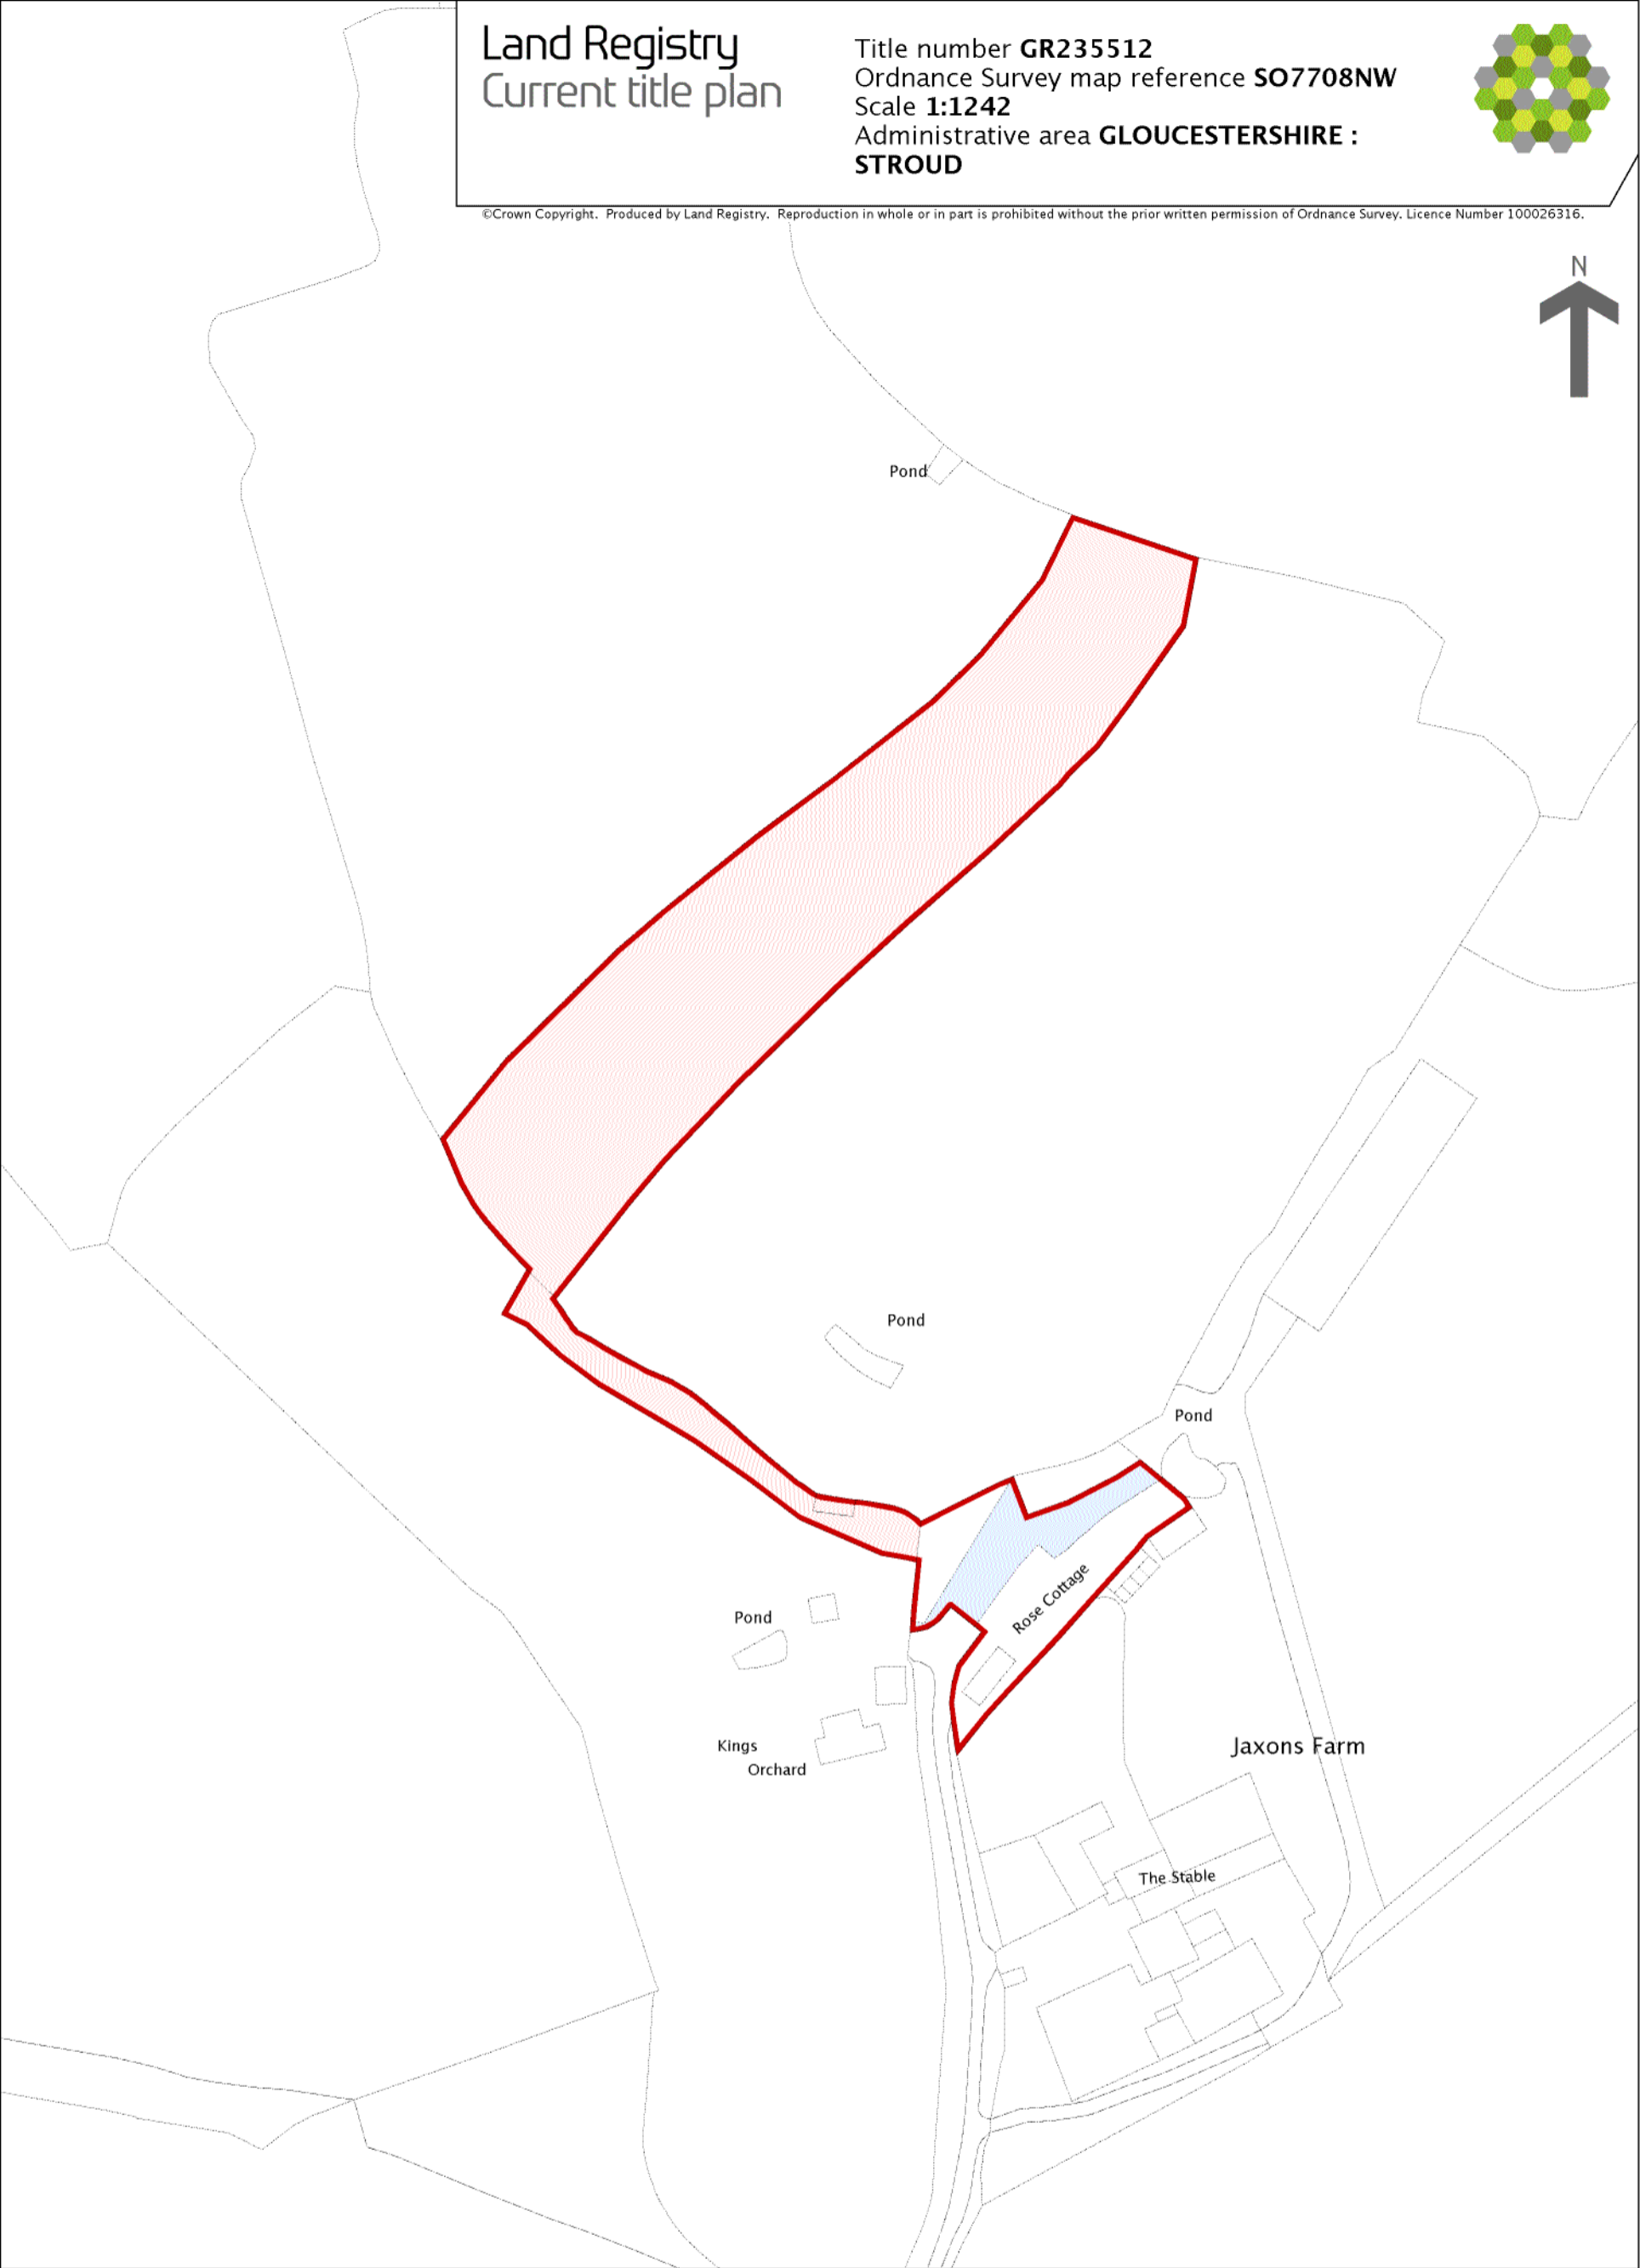 Land Registry
Current title plan
Title number GR235512
Ordnance Survey map reference SO7708NW
Scale 1:1242
Administrative area GLOUCESTERSHIRE :
STROUD
©Crown Copyright. Produced by Land Registry. Reproduction in whole or in part is prohibited without the prior written permission of Ordnance Survey. Licence Number 100026316.
N
Pond
Pond
Pond
Rose Cottage
Pond
Kings
Orchard
Jaxons Farm
The Stable